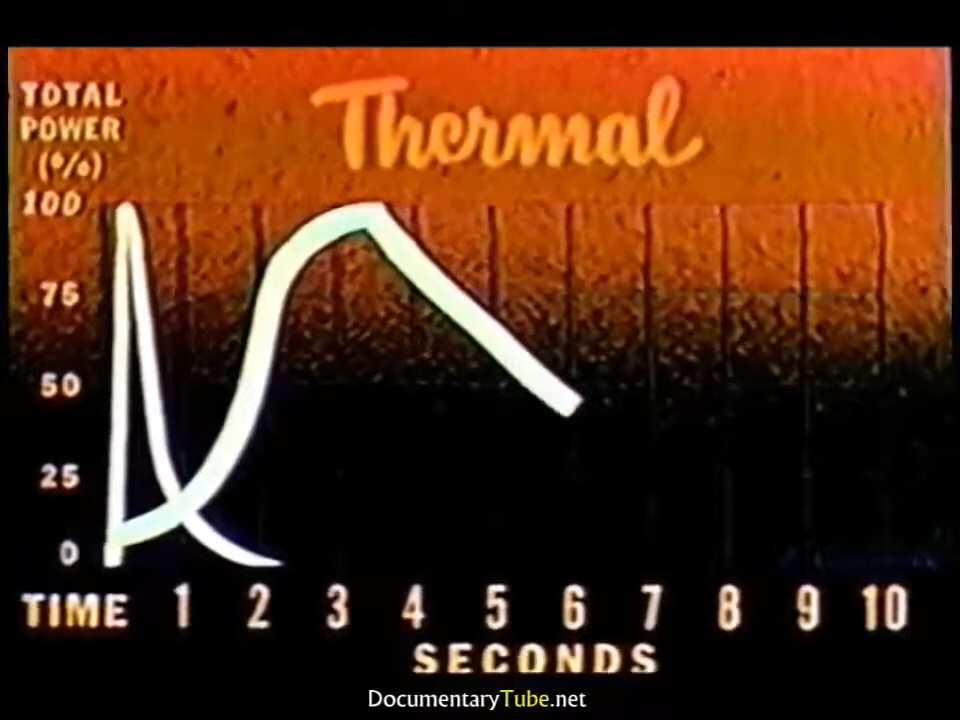 Thermal
TOTAL
POWER
(%)
100
75
50
25
0
TIME 1 2 3 4 5 6 7 8 9 10
SECONDS
DocumentaryTube.net